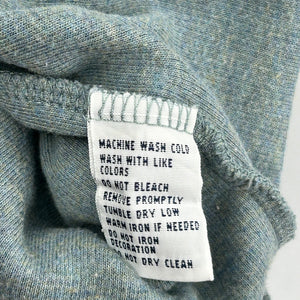 MACHINE WASH COLD
WASH WITH LIKE
COLORS
DO NOT BLEACH
REMOVE PROMPTLY
TUMBLE DRY LOW
WARM IRON IF NEEDED
DO NOT IRON
DECORATION
DO NOT DRY CLEAN